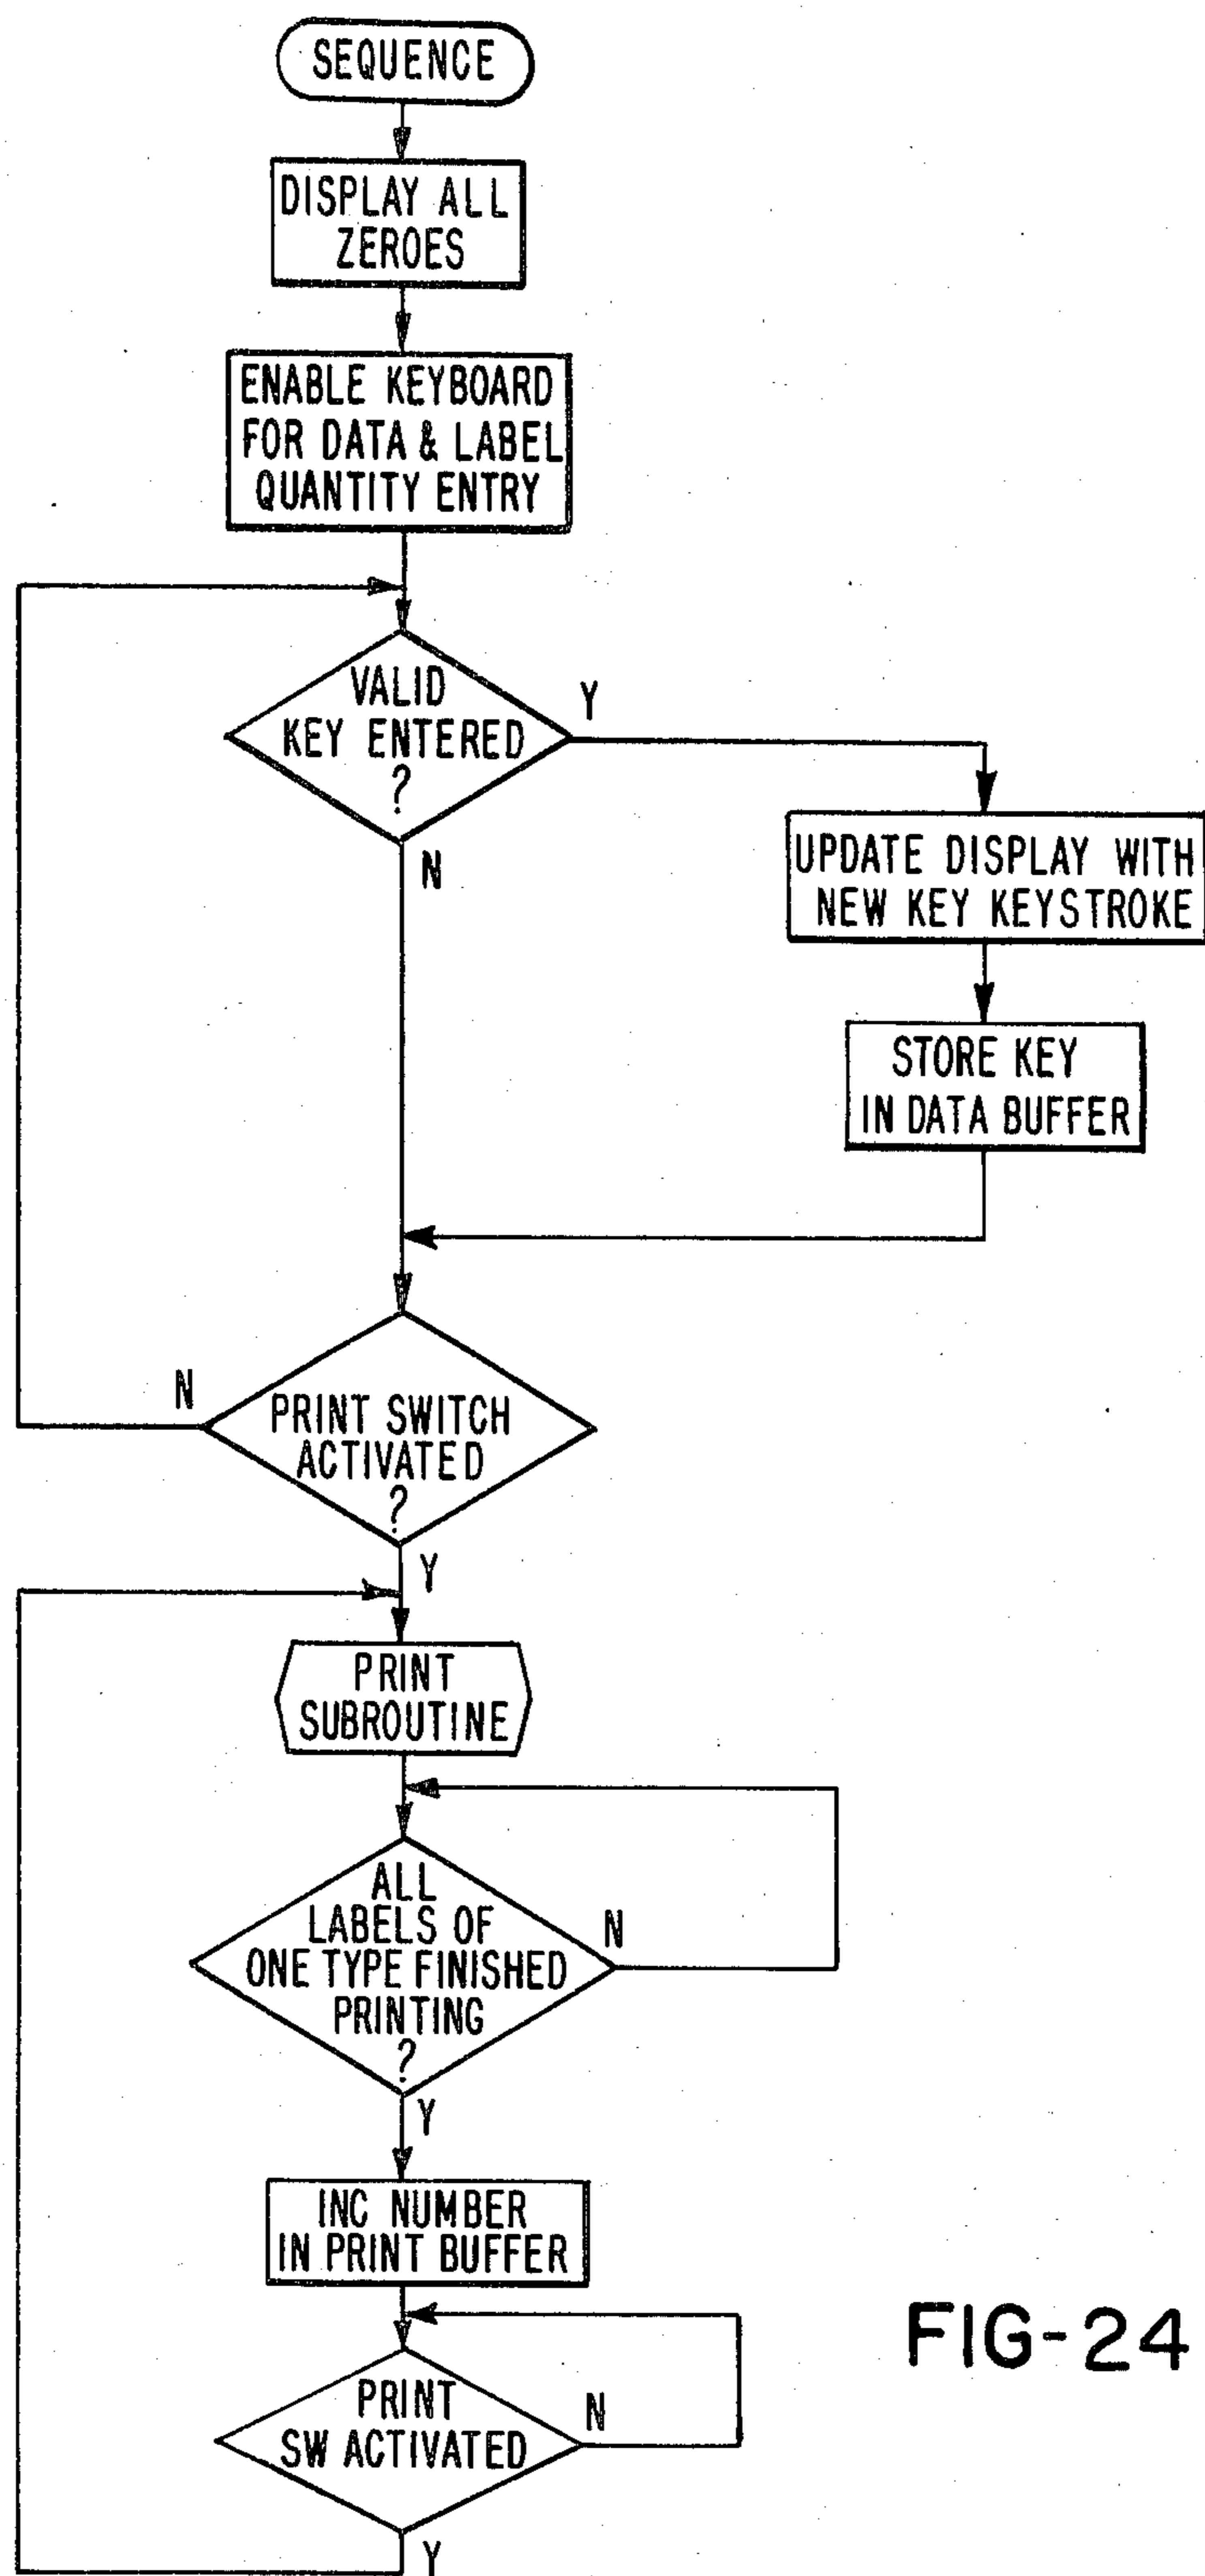 SEQUENCE
DISPLAY ALL
ZEROES
ENABLE KEYBOARD
FOR DATA & LABEL
QUANTITY ENTRY
VALID
KEY ENTERED
?
Y
N
UPDATE DISPLAY WITH
NEW KEY KEYSTROKE
STORE KEY
IN DATA BUFFER
N
PRINT SWITCH
ACTIVATED
?
Y
PRINT
SUBROUTINE
ALL
LABELS OF
ONE TYPE FINISHED
PRINTING
?
N
Y
INC NUMBER
IN PRINT BUFFER
PRINT
SW ACTIVATED
N
Y
FIG-24